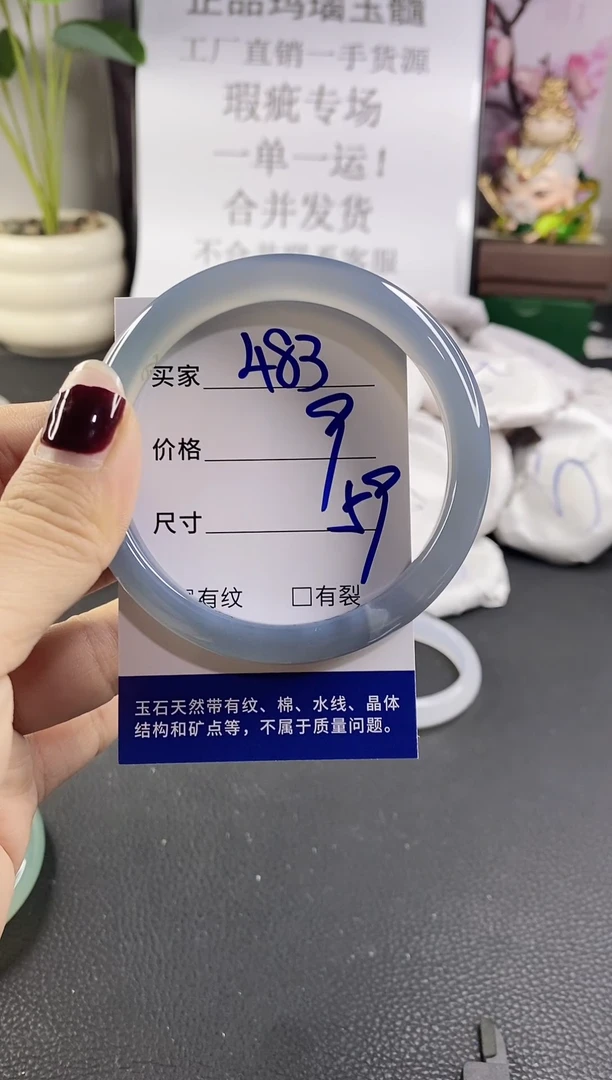 正品玛瑙玉髓
工厂直销一手货源
瑕疵专场
一单一运！
合并发货
买家 483
价格 9
尺寸 59
有纹 □有裂
玉石天然带有纹、棉、水线、晶体
结构和矿点等，不属于质量问题。